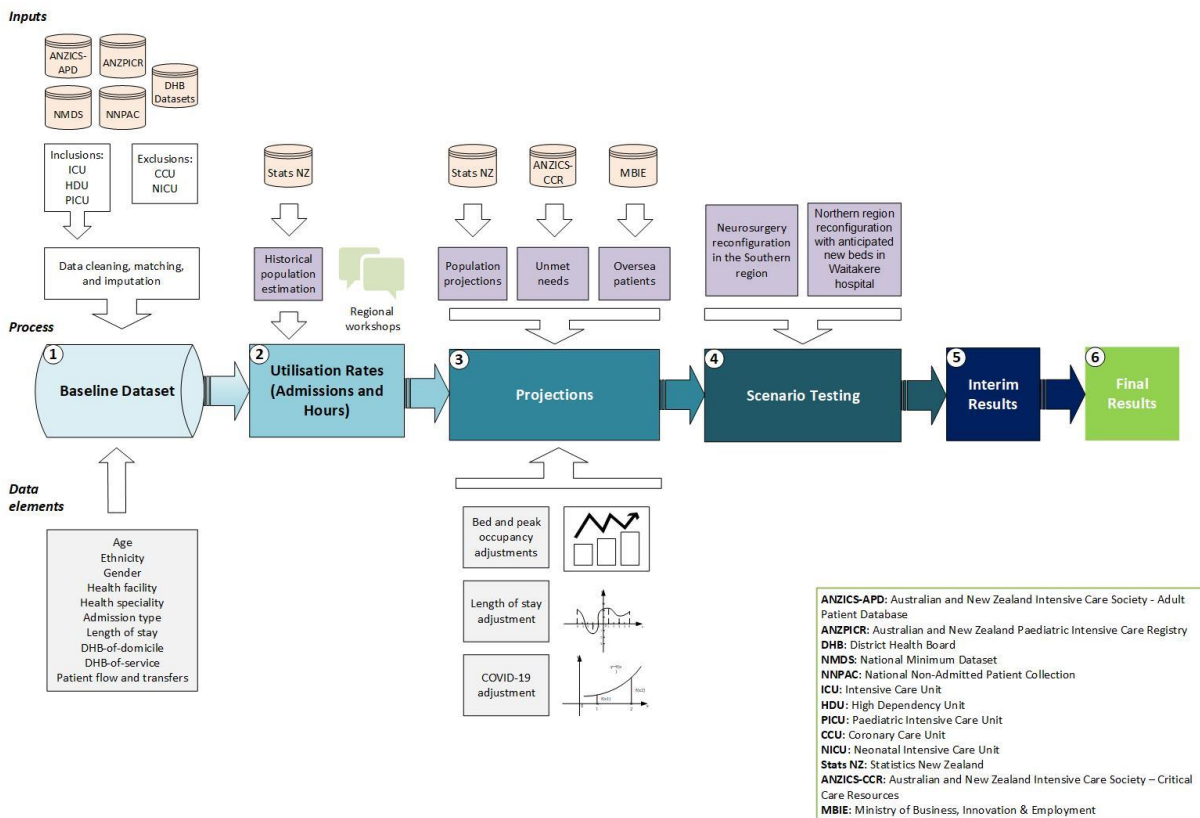 Inputs
ANZICS-
APD
ANZPICR
DHB
Datasets
NMDS
NNPAC
Inclusions:
ICU
HDU
PICU
Exclusions:
CCU
NICU
Data cleaning, matching,
and imputation
Stats NZ
Historical
population
estimation
Regional
workshops
Stats NZ
ANZICS-
CCR
MBIE
Population
projections
Unmet
needs
Oversea
patients
Neurosurgery
reconfiguration
in the Southern
region
Northern region
reconfiguration
with anticipated
new beds in
Waitakere
hospital
Process
1
Baseline Dataset
2
Utilisation Rates
(Admissions and
Hours)
3
Projections
4
Scenario Testing
5
Interim
Results
6
Final
Results
Data
elements
Age
Ethnicity
Gender
Health facility
Health speciality
Admission type
Length of stay
DHB-of-domicile
DHB-of-service
Patient flow and transfers
Bed and peak
occupancy
adjustments
Length of stay
adjustment
COVID-19
adjustment
1
2
ANZICS-APD: Australian and New Zealand Intensive Care Society - Adult
Patient Database
ANZPICR: Australian and New Zealand Paediatric Intensive Care Registry
DHB: District Health Board
NMDS: National Minimum Dataset
NNPAC: National Non-Admitted Patient Collection
ICU: Intensive Care Unit
HDU: High Dependency Unit
PICU: Paediatric Intensive Care Unit
CCU: Coronary Care Unit
NICU: Neonatal Intensive Care Unit
Stats NZ: Statistics New Zealand
ANZICS-CCR: Australian and New Zealand Intensive Care Society – Critical
Care Resources
MBIE: Ministry of Business, Innovation & Employment